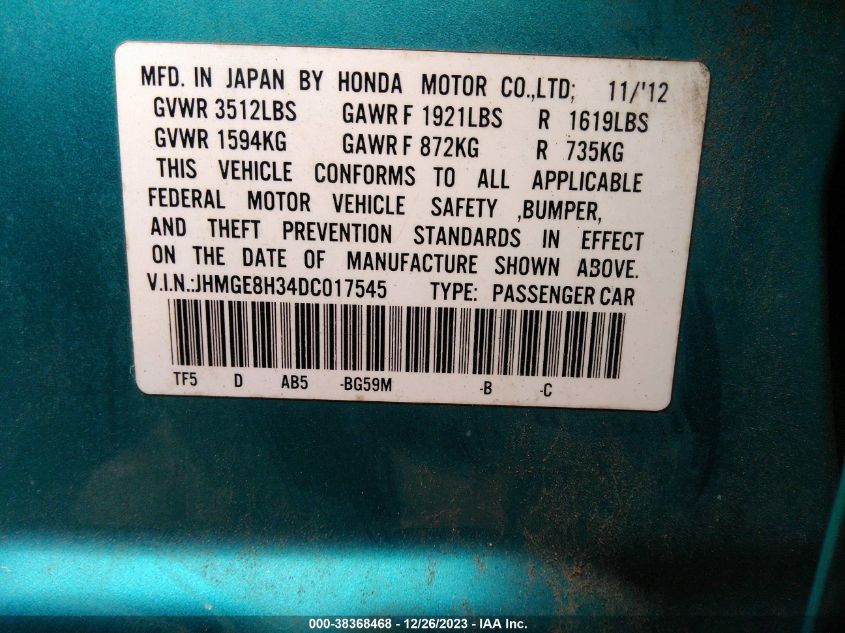 MFD. IN JAPAN BY HONDA MOTOR CO.,LTD; 11/'12
GVWR 3512LBS GAWR F 1921LBS R 1619LBS
GVWR 1594KG GAWR F 872KG R 735KG
THIS VEHICLE CONFORMS TO ALL APPLICABLE
FEDERAL MOTOR VEHICLE SAFETY ,BUMPER,
AND THEFT PREVENTION STANDARDS IN EFFECT
ON THE DATE OF MANUFACTURE SHOWN ABOVE.
V.I.N.:JHMGE8H34DC017545 TYPE: PASSENGER CAR
TF5 D AB5 -BG59M -B -C
000-38368468 - 12/26/2023 - IAA Inc.